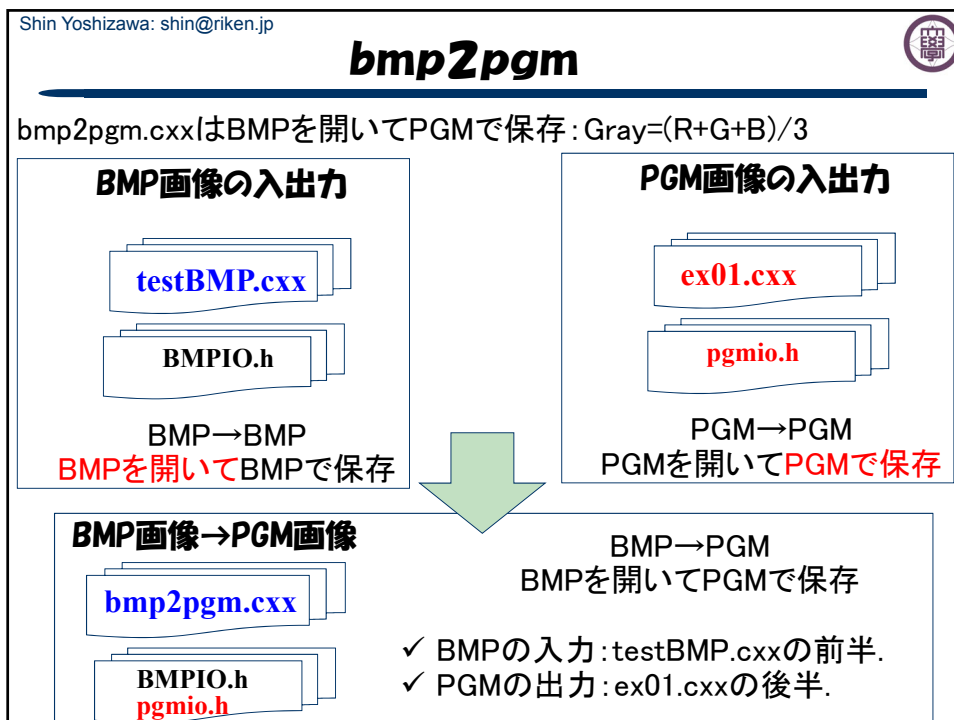 Shin Yoshizawa: shin@riken.jp
bmp2pgm
bmp2pgm.cxxはBMPを開いてPGMで保存:Gray=(R+G+B)/3
BMP画像の入出力
testBMP.cxx
BMPIO.h
BMP→BMP
BMPを開いてBMPで保存
PGM画像の入出力
ex01.cxx
pgmio.h
PGM→PGM
PGMを開いてPGMで保存
BMP画像→PGM画像
bmp2pgm.cxx
BMPIO.h
pgmio.h
BMP→PGM
BMPを開いてPGMで保存
✓ BMPの入力:testBMP.cxxの前半.
✓ PGMの出力:ex01.cxxの後半.